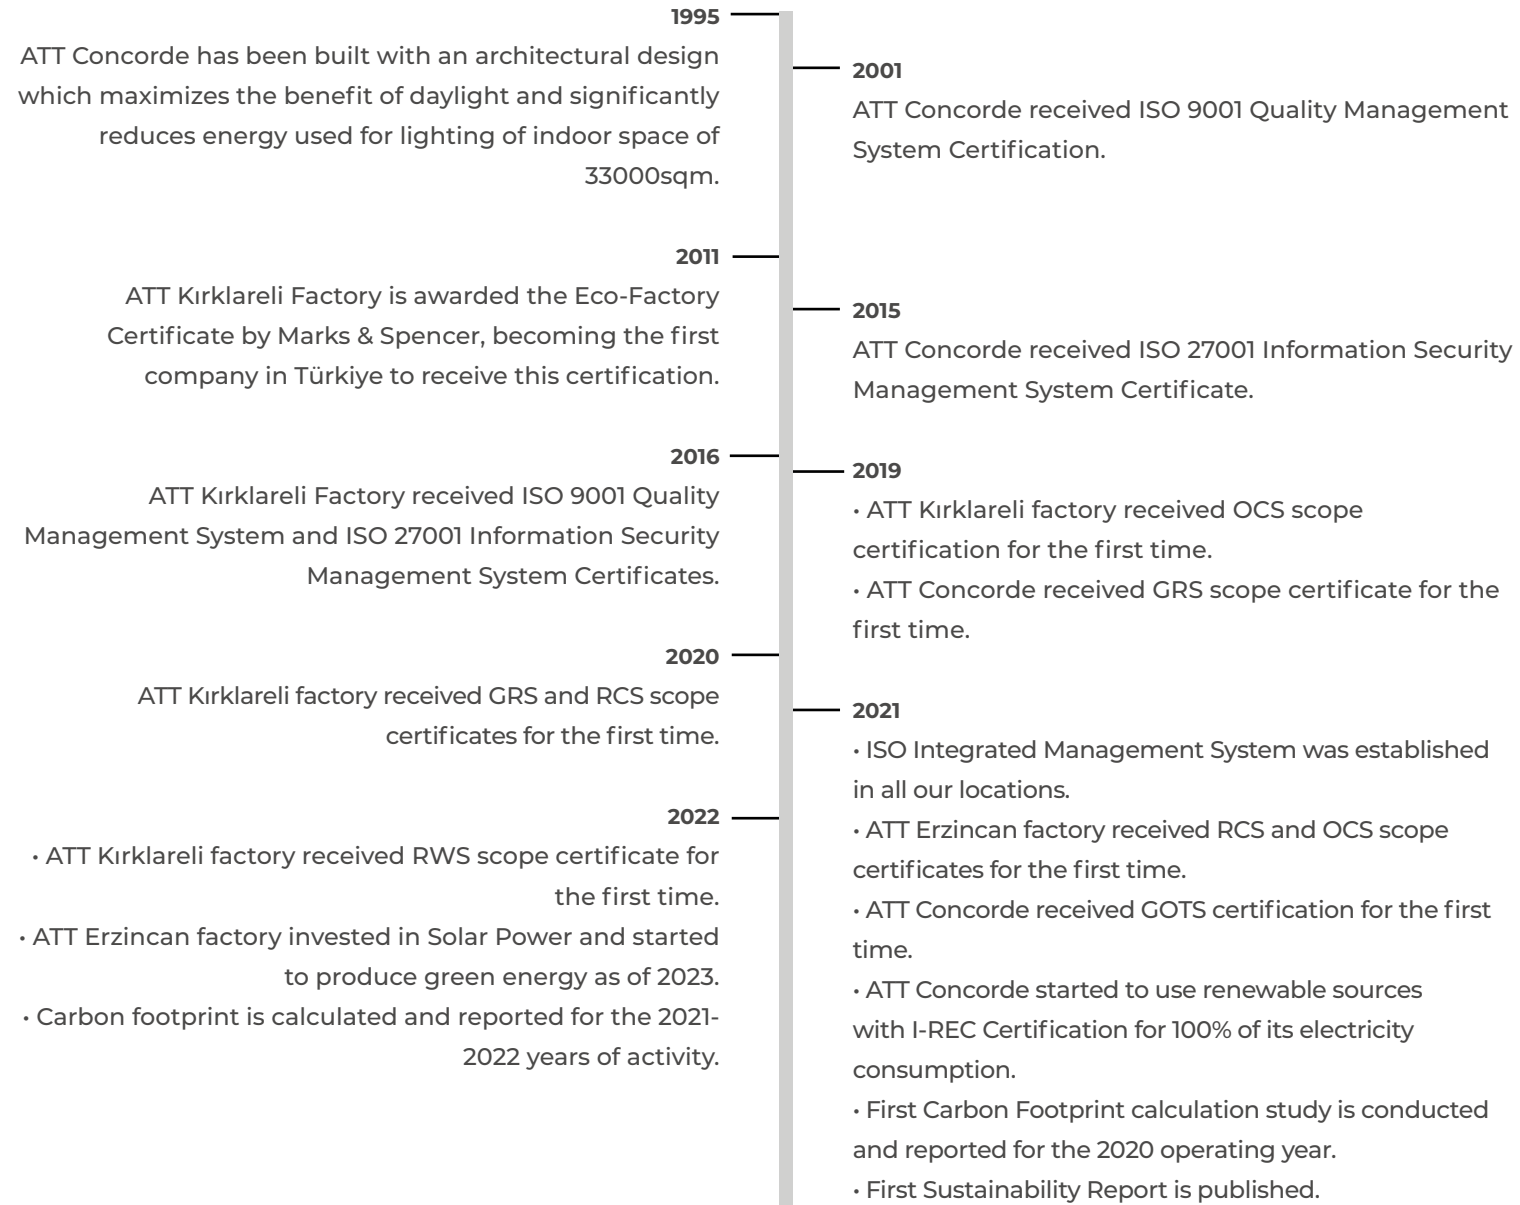 1995
ATT Concorde has been built with an architectural design
which maximizes the benefit of daylight and significantly
reduces energy used for lighting of indoor space of
33000sqm.
2001
ATT Concorde received ISO 9001 Quality Management
System Certification.
2011
ATT Kırklareli Factory is awarded the Eco-Factory
Certificate by Marks & Spencer, becoming the first
company in Türkiye to receive this certification.
2015
ATT Concorde received ISO 27001 Information Security
Management System Certificate.
2016
ATT Kırklareli Factory received ISO 9001 Quality
Management System and ISO 27001 Information Security
Management System Certificates.
2019
• ATT Kırklareli factory received OCS scope
certification for the first time.
• ATT Concorde received GRS scope certificate for the
first time.
2020
ATT Kırklareli factory received GRS and RCS scope
certificates for the first time.
2021
• ISO Integrated Management System was established
in all our locations.
• ATT Erzincan factory received RCS and OCS scope
certificates for the first time.
• ATT Concorde received GOTS certification for the first
time.
• ATT Concorde started to use renewable sources
with I-REC Certification for 100% of its electricity
consumption.
• First Carbon Footprint calculation study is conducted
and reported for the 2020 operating year.
• First Sustainability Report is published.
2022
• ATT Kırklareli factory received RWS scope certificate for
the first time.
• ATT Erzincan factory invested in Solar Power and started
to produce green energy as of 2023.
• Carbon footprint is calculated and reported for the 2021-
2022 years of activity.